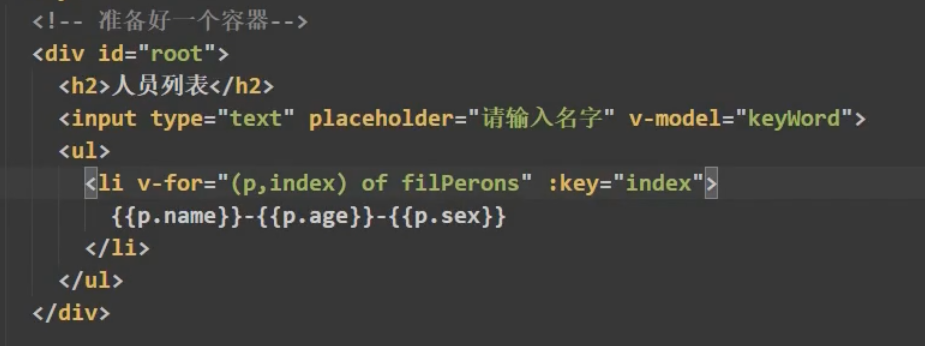 <!-- 准备好一个容器-->
<div id="root">
<h2>人员列表</h2>
<input type="text" placeholder="请输入名字" v-model="keyWord">
<ul>
<li v-for="(p,index) of filPerons" :key="index">
{{p.name}}-{{p.age}}-{{p.sex}}
</li>
</ul>
</div>